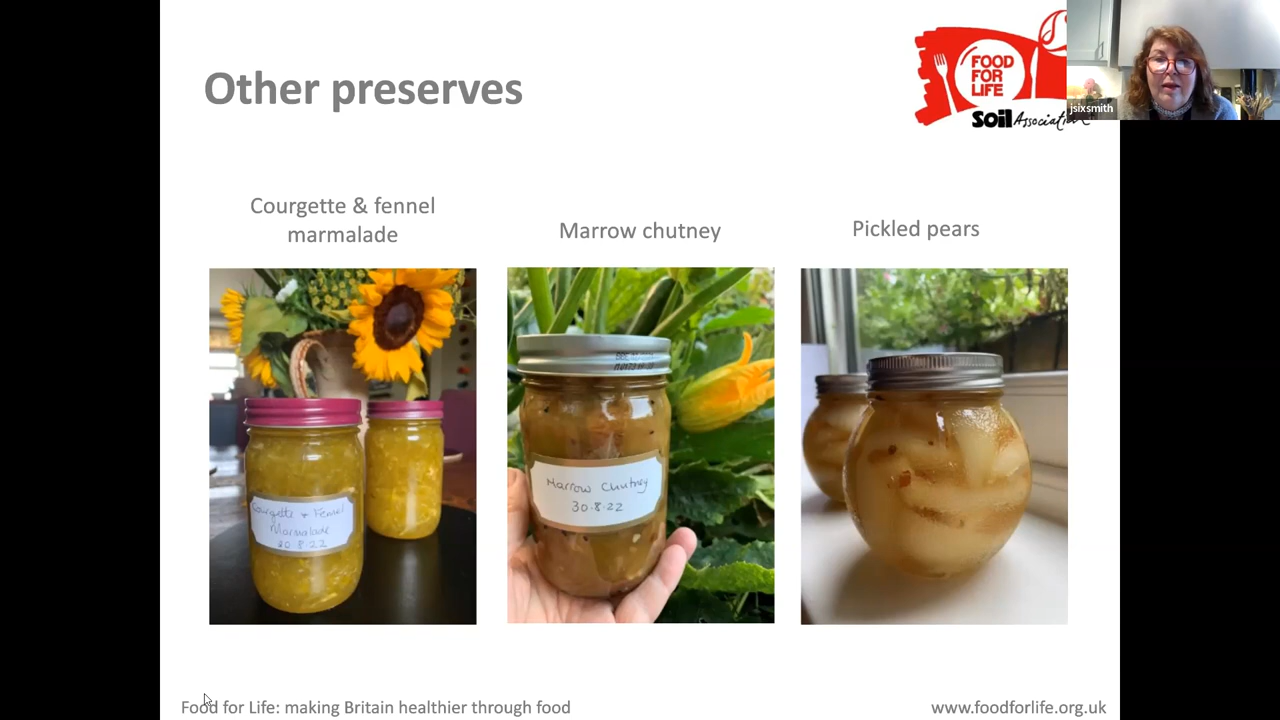 Other preserves
FOOD
FOR
LIFE
Soil Associati
jsixsmith
Courgette & fennel
marmalade
Marrow chutney
Pickled pears
Courgette & Fennel
Marmalade
30.8.22
Marrow Chutney
30.8.22
Food for Life: making Britain healthier through food
www.foodforlife.org.uk